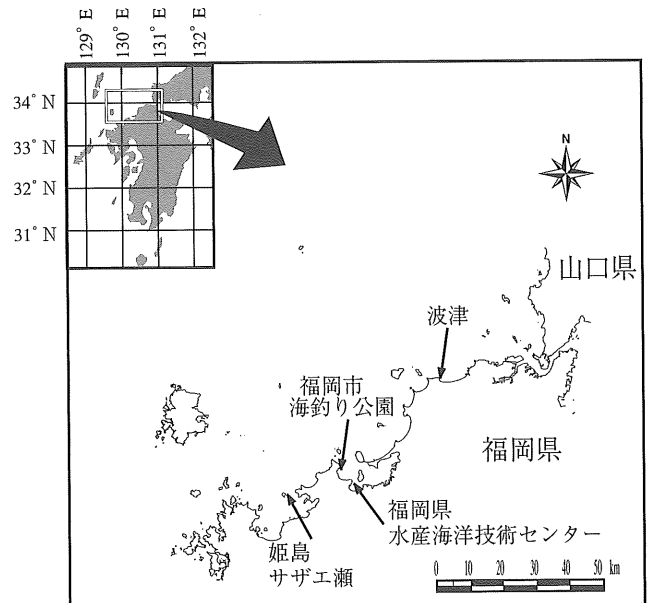 129° E
130° E
131° E
132° E
34° N
33° N
32° N
31° N
N
山口県
波津
福岡市
海釣り公園
福岡県
福岡県
水産海洋技術センター
姫島
サザエ瀬
0 10 20 30 40 50 km